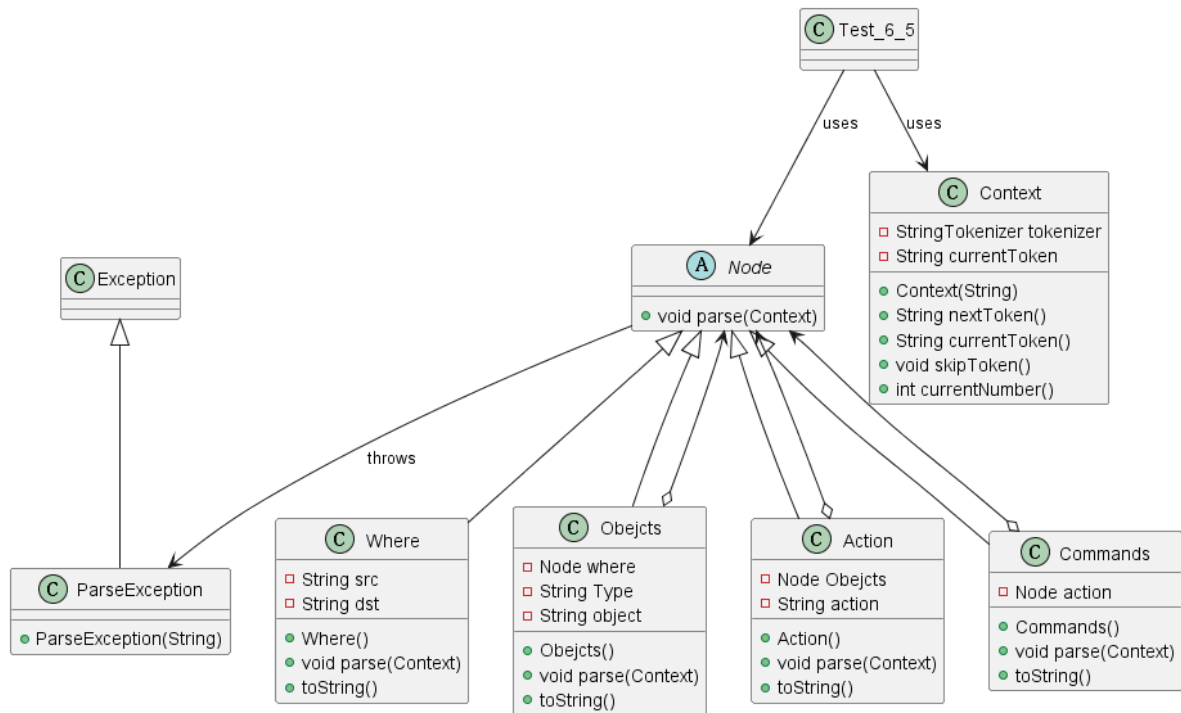 C Test_6_5
uses
uses
C Context
StringTokenizer tokenizer
String currentToken
Context(String)
String nextToken()
String currentToken()
void skipToken()
int currentNumber()
A Node
void parse(Context)
C Exception
throws
C ParseException
ParseException(String)
C Where
String src
String dst
Where()
void parse(Context)
toString()
C Obejcts
Node where
String Type
String object
Obejcts()
void parse(Context)
toString()
C Action
Node Obejcts
String action
Action()
void parse(Context)
toString()
C Commands
Node action
Commands()
void parse(Context)
toString()